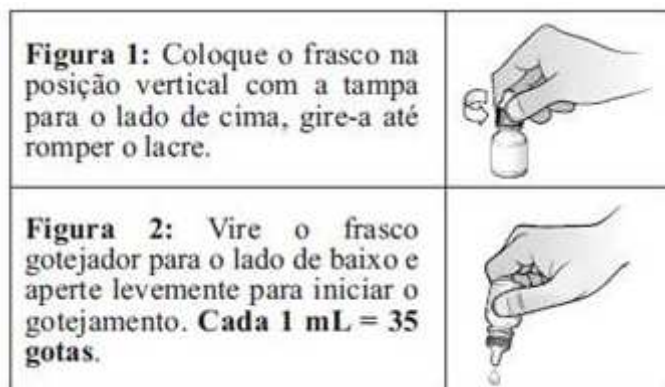 Figura 1: Coloque o frasco na
posição vertical com a tampa
para o lado de cima, gire-a até
romper o lacre.
Figura 2: Vire o frasco
gotejador para o lado de baixo e
aperte levemente para iniciar o
gotejamento. Cada 1 mL = 35
gotas.